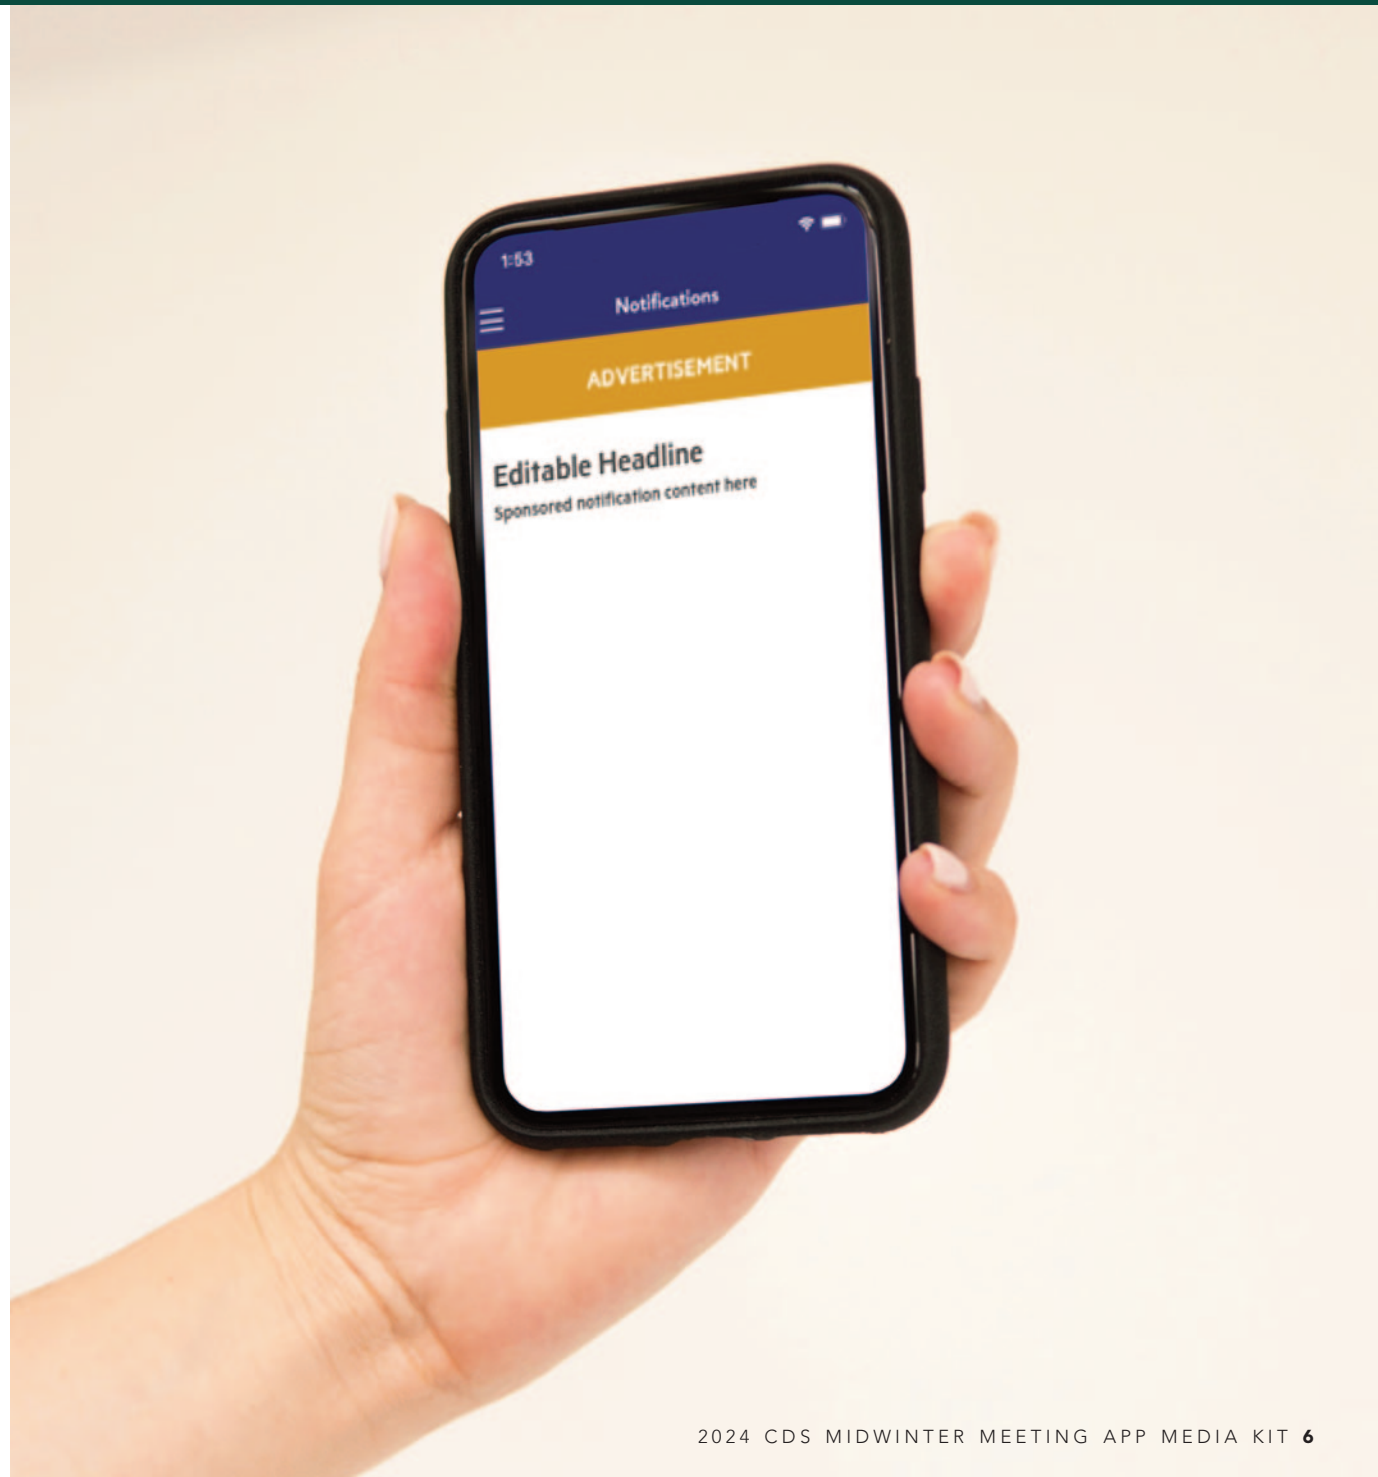 1:53
Notifications
ADVERTISEMENT
Editable Headline
Sponsored notification content here
2024 CDS MIDWINTER MEETING APP MEDIA KIT 6